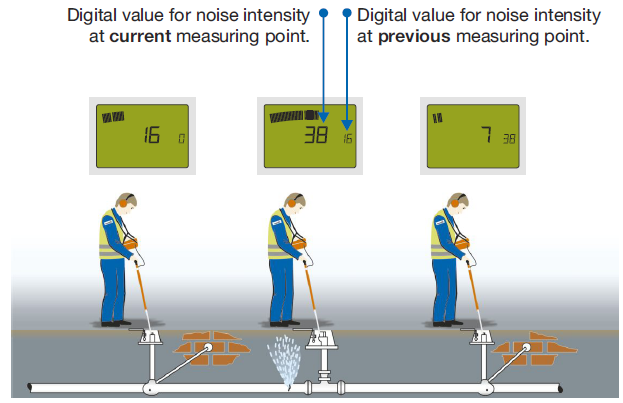 Digital value for noise intensity
at current measuring point.
Digital value for noise intensity
at previous measuring point.
16 0
38 16
7 38